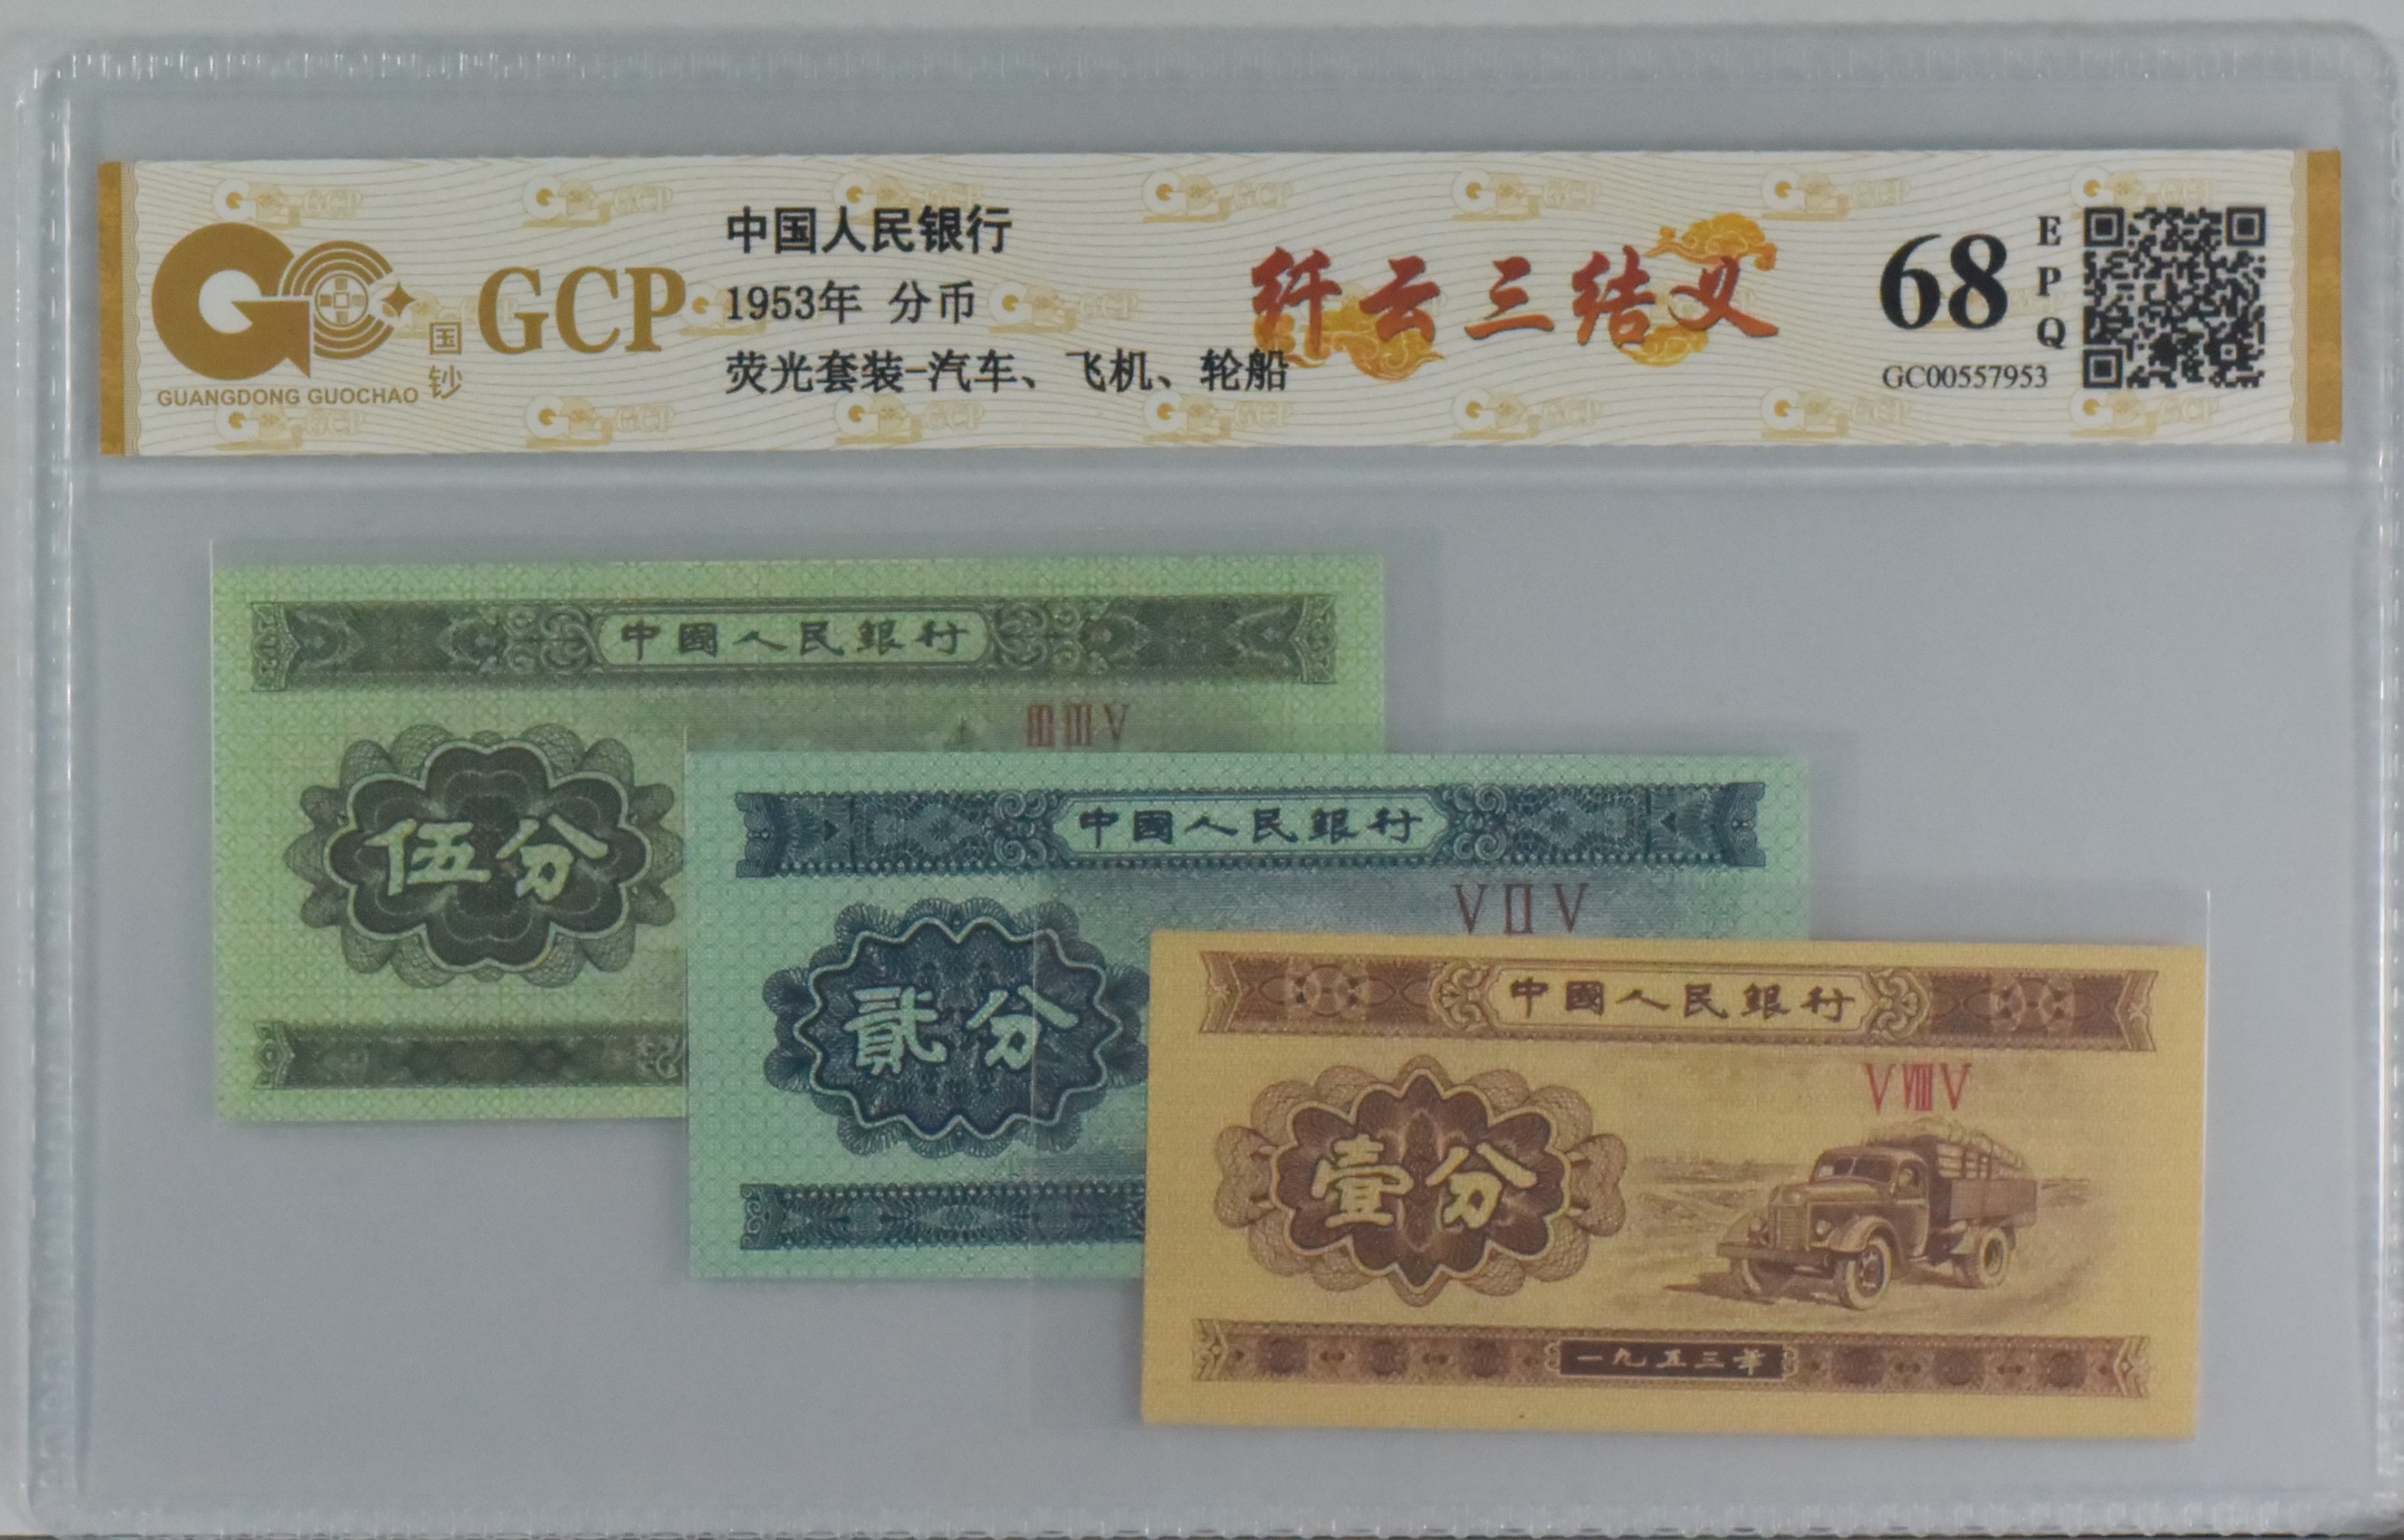 GCP
国钞
GUANGDONG GUOCHAO
中国人民银行
1953年 分币
荧光套装-汽车、飞机、轮船
纤云三结义
68
EPQ
GC00557953
中國人民銀行
伍分
中國人民銀行
V II V
貳分
中國人民銀行
V VIII V
壹分
一九五三年